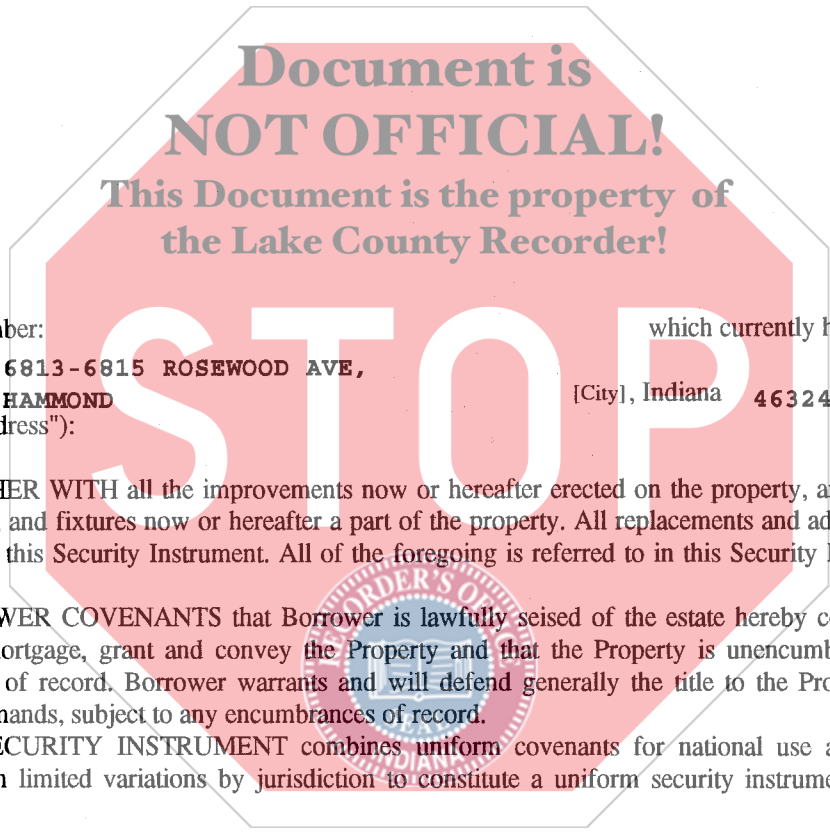 Document is
NOT OFFICIAL!
This Document is the property of
the Lake County Recorder!
STOP
ber: which currently h
6813-6815 ROSEWOOD AVE,
HAMMOND [City], Indiana 46324
dress"):
ER WITH all the improvements now or hereafter erected on the property, a
, and fixtures now or hereafter a part of the property. All replacements and ad
this Security Instrument. All of the foregoing is referred to in this Security
WER COVENANTS that Borrower is lawfully seised of the estate hereby c
ortgage, grant and convey the Property and that the Property is unencumb
of record. Borrower warrants and will defend generally the title to the Pro
ands, subject to any encumbrances of record.
ECURITY INSTRUMENT combines uniform covenants for national use a
limited variations by jurisdiction to constitute a uniform security instrume
RECORDER'S OFFICE
SEAL
INDIANA